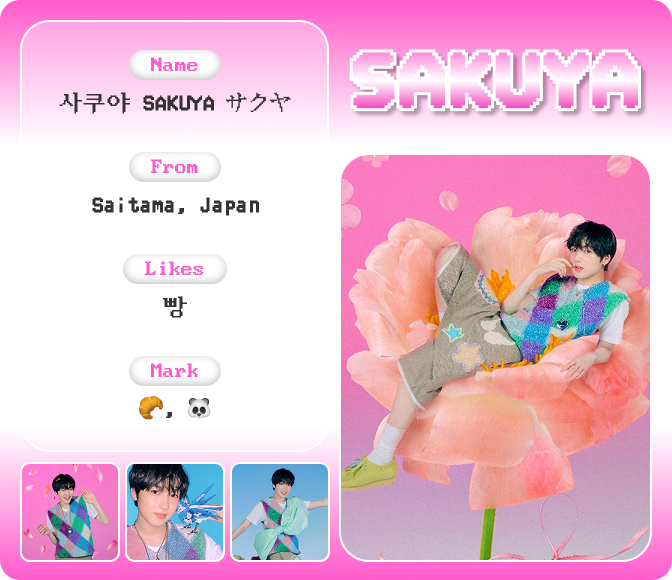 Name
사쿠야 SAKUYA サクヤ
From
Saitama, Japan
Likes
빵
Mark
🥐, 🐼
SAKUYA